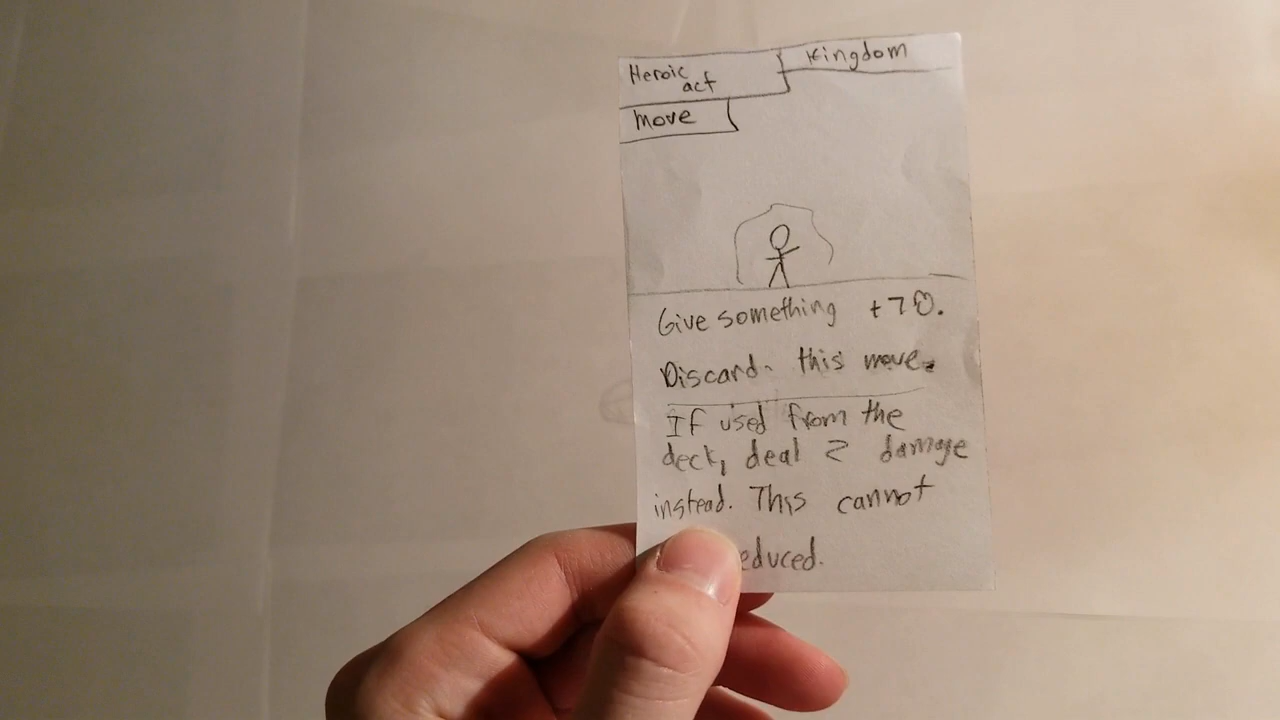 Heroic
act
Kingdom
move
Give something +7
Discard this move.
If used from the
deck, deal 2 damage
instead. This cannot
educed.